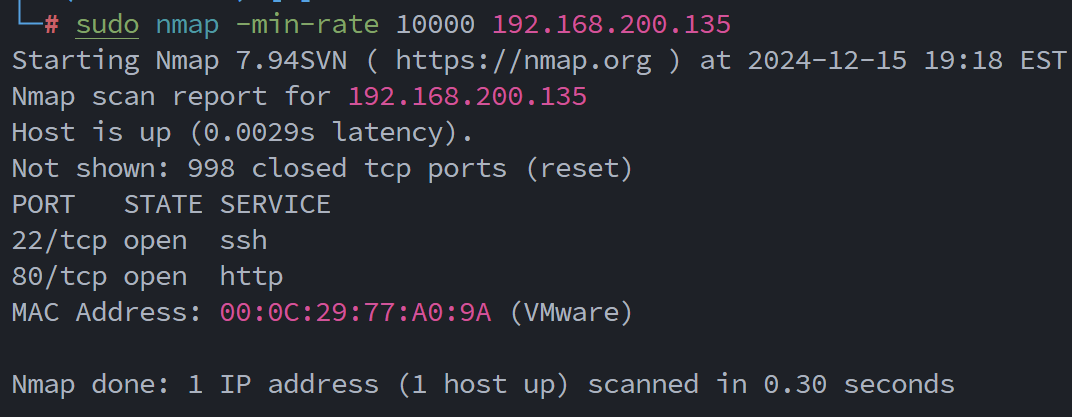 └─# sudo nmap -min-rate 10000 192.168.200.135
Starting Nmap 7.94SVN ( https://nmap.org ) at 2024-12-15 19:18 EST
Nmap scan report for 192.168.200.135
Host is up (0.0029s latency).
Not shown: 998 closed tcp ports (reset)
PORT   STATE SERVICE
22/tcp open  ssh
80/tcp open  http
MAC Address: 00:0C:29:77:A0:9A (VMware)
Nmap done: 1 IP address (1 host up) scanned in 0.30 seconds